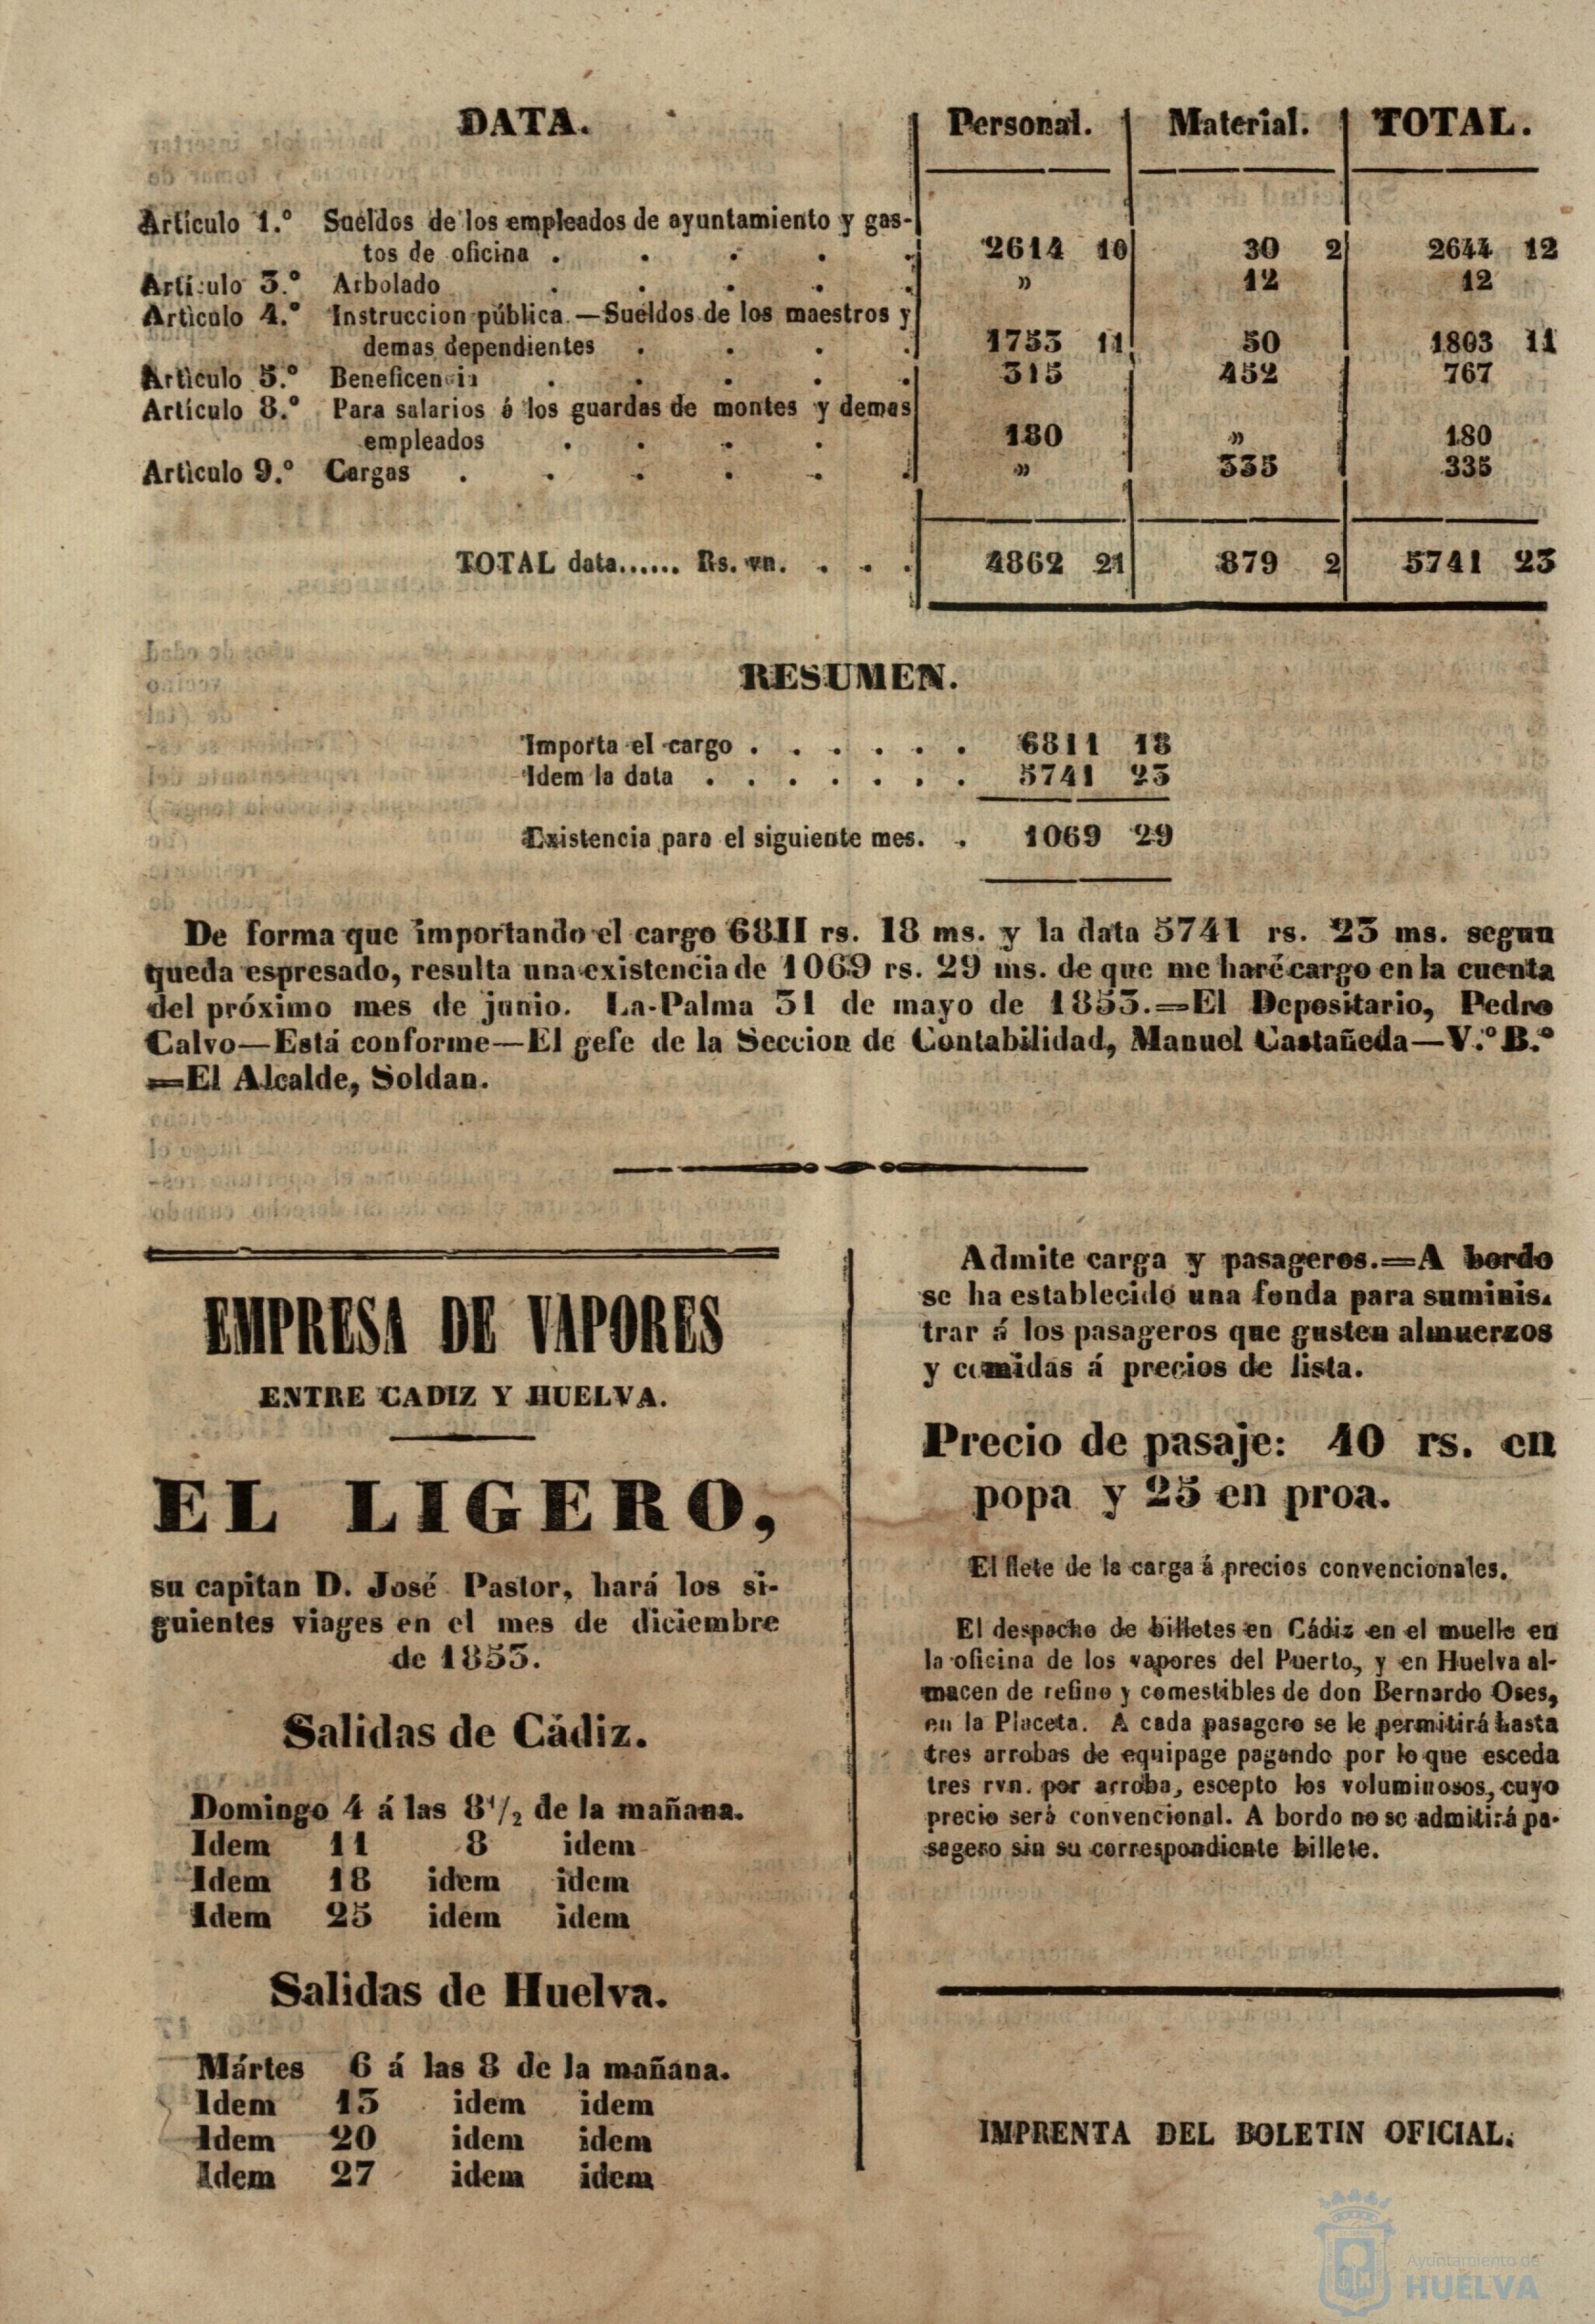 DATA. Personal. Material. TOTAL.
Artículo 1.º Sueldos de los empleados de ayuntamiento y gas-
tos de oficina . . . . . 2614 10 30 2 2644 12
Artículo 3.º Arbolado . . . . . » 12 12
Artículo 4.º Instruccion pública.—Sueldos de los maestros y
demas dependientes . . . . 1753 11 50 1803 11
Artículo 5.º Beneficencia . . . . . 315 452 767
Artículo 8.º Para salarios á los guardas de montes y demas
empleados . . . . 180 » 180
Artículo 9.º Cargas . . . . . . » 335 335
TOTAL data...... Rs. vn. . . . 4862 21 879 2 5741 23
RESUMEN.
Importa el cargo . . . . . . 6811 18
Idem la data . . . . . . . 5741 23
Existencia para el siguiente mes. . 1069 29
De forma que importando el cargo 6811 rs. 18 ms. y la data 5741 rs. 23 ms. segun
queda espresado, resulta una existencia de 1069 rs. 29 ms. de que me haré cargo en la cuenta
del próximo mes de junio. La-Palma 31 de mayo de 1853.=El Depositario, Pedro
Calvo—Está conforme—El gefe de la Seccion de Contabilidad, Manuel Castañeda—V.º B.º
=El Alcalde, Soldan.
EMPRESA DE VAPORES
ENTRE CADIZ Y HUELVA.
EL LIGERO,
su capitan D. José Pastor, hará los si-
guientes viages en el mes de diciembre
de 1853.
Salidas de Cádiz.
Domingo 4 á las 8 1/2 de la mañana.
Idem 11 8 idem
Idem 18 idem idem
Idem 25 idem idem
Salidas de Huelva.
Mártes 6 á las 8 de la mañana.
Idem 13 idem idem
Idem 20 idem idem
Idem 27 idem idem
Admite carga y pasageros.=A bordo
se ha establecido una fonda para suminis-
trar á los pasageros que gusten almuerzos
y comidas á precios de lista.
Precio de pasaje: 40 rs. en
popa y 25 en proa.
El flete de la carga á precios convencionales.
El despacho de billetes en Cádiz en el muelle en
la oficina de los vapores del Puerto, y en Huelva al-
macen de refino y comestibles de don Bernardo Oses,
en la Placeta. A cada pasagero se le permitirá hasta
tres arrobas de equipage pagando por lo que esceda
tres rvn. por arroba, escepto los voluminosos, cuyo
precio será convencional. A bordo no se admitirá pa-
sagero sin su correspondiente billete.
IMPRENTA DEL BOLETIN OFICIAL.
Ayuntamiento de
HUELVA